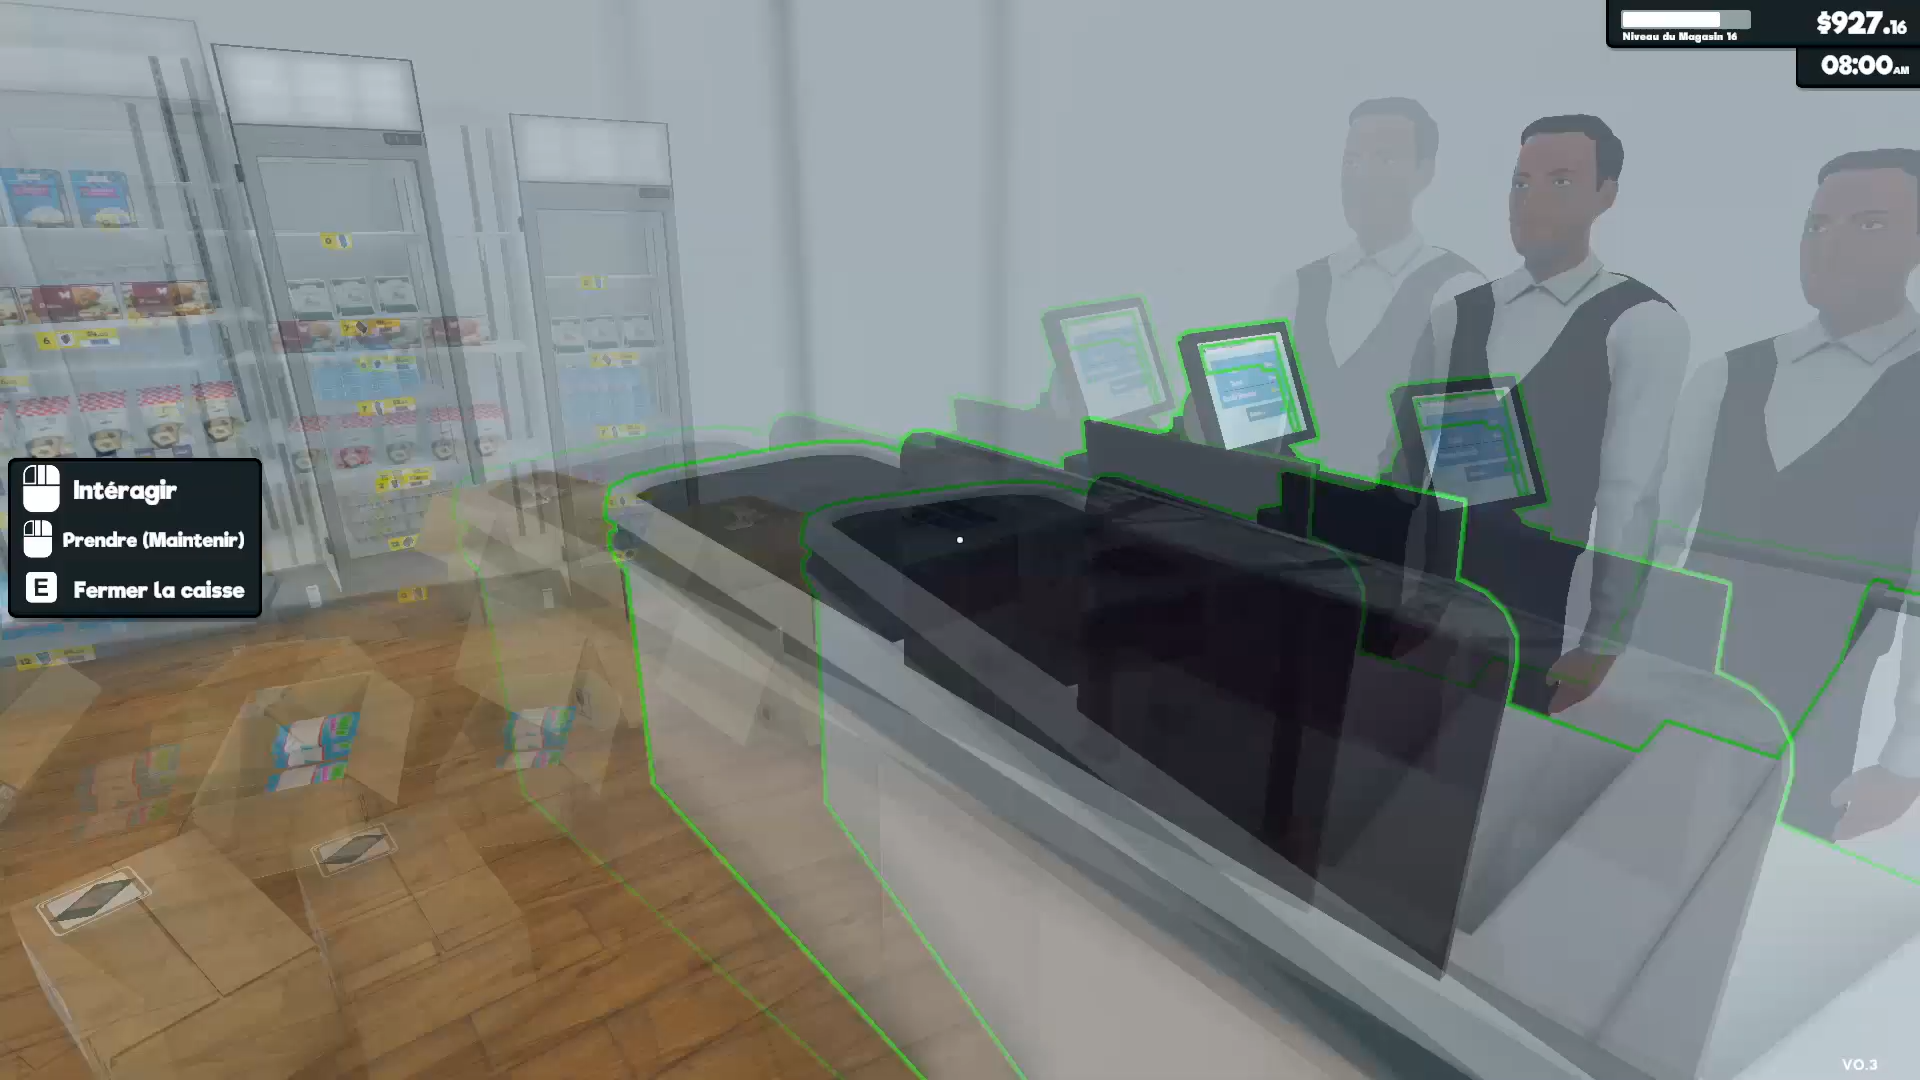 $927.16
Niveau du Magasin 16
08:00AM
Intéragir
Prendre (Maintenir)
E
Fermer la caisse
V0.3